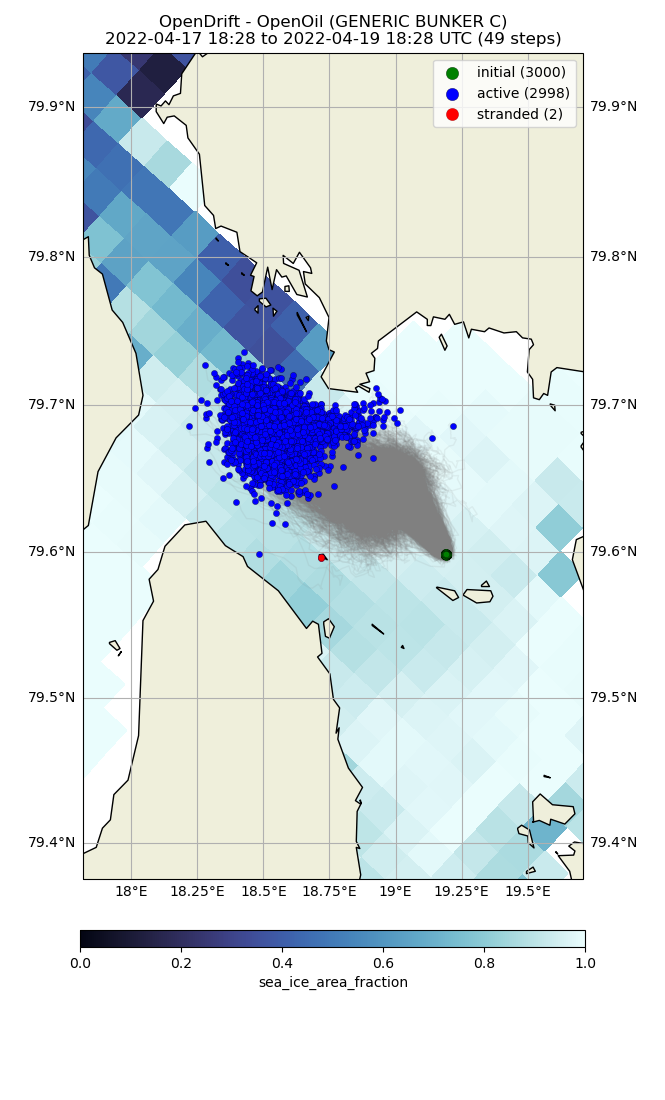 OpenDrift - OpenOil (GENERIC BUNKER C)
2022-04-17 18:28 to 2022-04-19 18:28 UTC (49 steps)
initial (3000)
active (2998)
stranded (2)
79.9°N
79.9°N
79.8°N
79.8°N
79.7°N
79.7°N
79.6°N
79.6°N
79.5°N
79.5°N
79.4°N
79.4°N
18°E 18.25°E 18.5°E 18.75°E 19°E 19.25°E 19.5°E
0.0 0.2 0.4 0.6 0.8 1.0
sea_ice_area_fraction